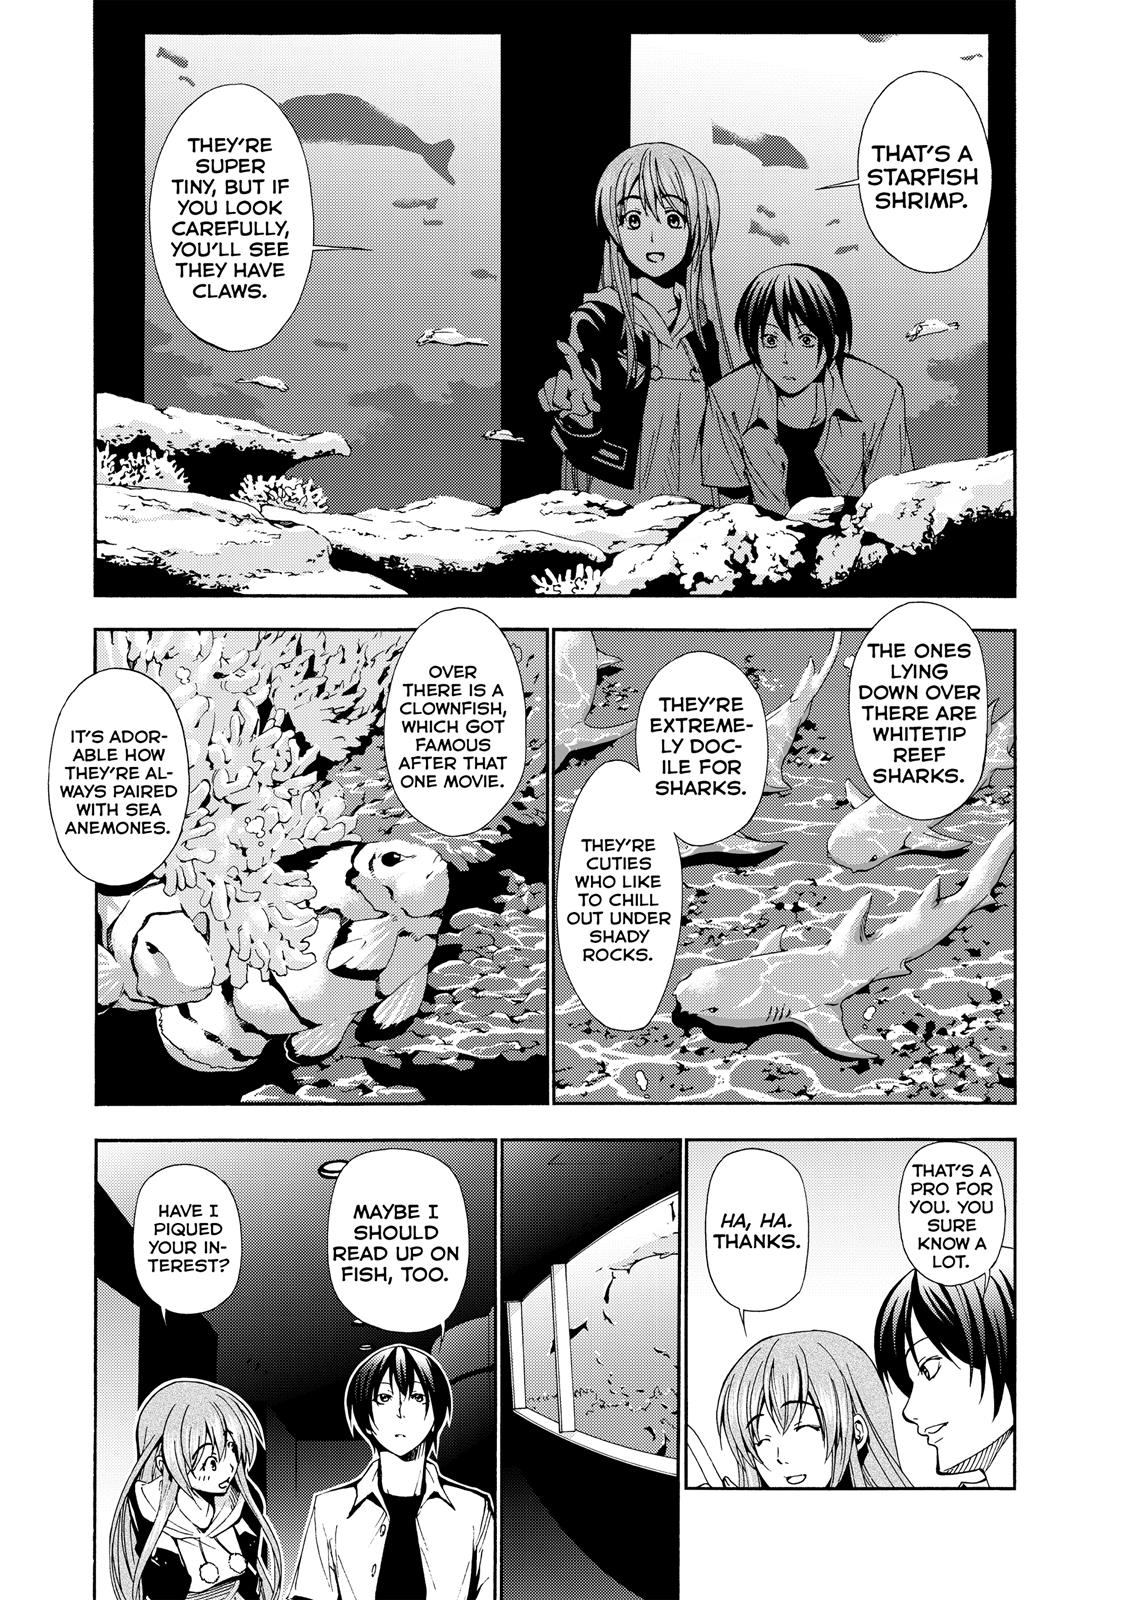 THAT'S A
STARFISH
SHRIMP.
THEY'RE
SUPER
TINY, BUT IF
YOU LOOK
CAREFULLY,
YOU'LL SEE
THEY HAVE
CLAWS.
THE ONES
LYING
DOWN OVER
THERE ARE
WHITETIP
REEF
SHARKS.
THEY'RE
EXTREME-
LY DOC-
ILE FOR
SHARKS.
THEY'RE
CUTIES
WHO LIKE
TO CHILL
OUT UNDER
SHADY
ROCKS.
OVER
THERE IS A
CLOWNFISH,
WHICH GOT
FAMOUS
AFTER THAT
ONE MOVIE.
IT'S ADOR-
ABLE HOW
THEY'RE AL-
WAYS PAIRED
WITH SEA
ANEMONES.
THAT'S A
PRO FOR
YOU. YOU
SURE
KNOW A
LOT.
HA, HA.
THANKS.
MAYBE I
SHOULD
READ UP ON
FISH, TOO.
HAVE I
PIQUED
YOUR IN-
TEREST?